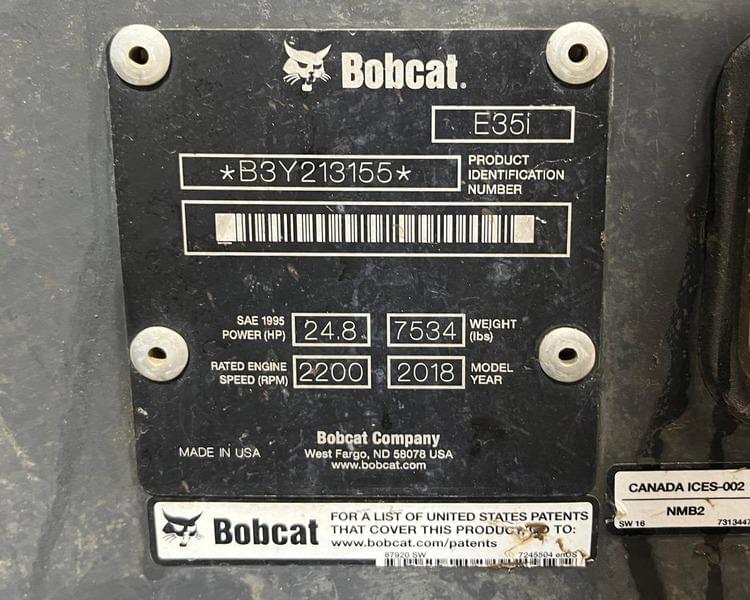 Bobcat.
E35i
*B3Y213155*
PRODUCT
IDENTIFICATION
NUMBER
SAE 1995
POWER (HP)
24.8
7534
WEIGHT
(lbs)
RATED ENGINE
SPEED (RPM)
2200
2018
MODEL
YEAR
MADE IN USA
Bobcat Company
West Fargo, ND 58078 USA
www.bobcat.com
CANADA ICES-002
NMB2
SW 16
7313447
Bobcat
FOR A LIST OF UNITED STATES PATENTS
THAT COVER THIS TO:
www.bobcat.com/patents
87920 SW
7245504 enUS